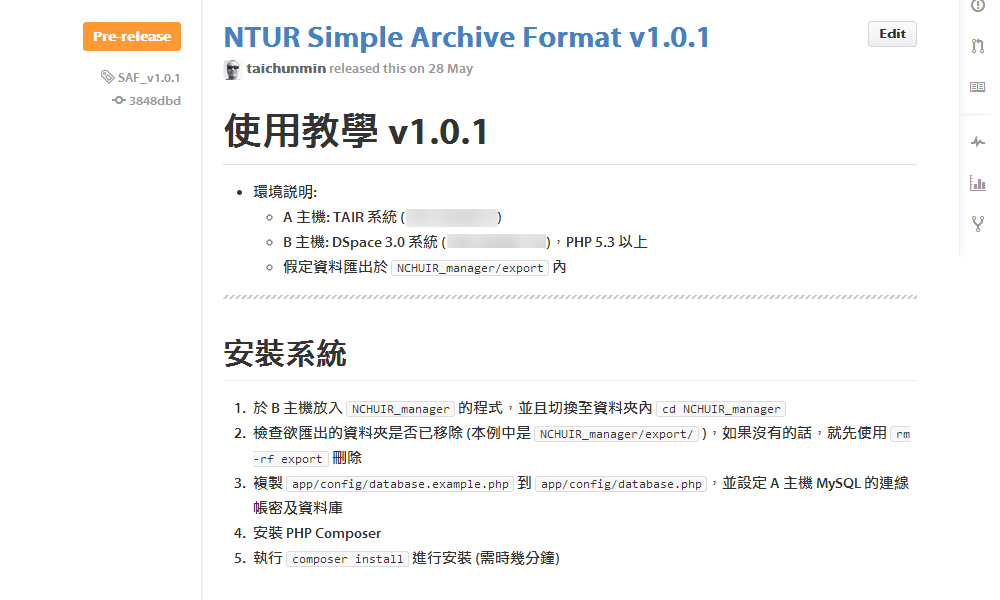 Pre-release
SAF_v1.0.1
3848dbd
NTUR Simple Archive Format v1.0.1
Edit
taichunmin released this on 28 May
使用教學 v1.0.1
環境説明:
A 主機: TAIR 系統 ( )
B 主機: DSpace 3.0 系統 ( ),PHP 5.3 以上
假定資料匯出於 NCHUIR_manager/export 內
安裝系統
1. 於 B 主機放入 NCHUIR_manager 的程式,並且切換至資料夾內 cd NCHUIR_manager
2. 檢查欲匯出的資料夾是否已移除 (本例中是 NCHUIR_manager/export/ ),如果沒有的話,就先使用 rm
-rf export 刪除
3. 複製 app/config/database.example.php 到 app/config/database.php ,並設定 A 主機 MySQL 的連線
帳密及資料庫
4. 安裝 PHP Composer
5. 執行 composer install 進行安裝 (需時幾分鐘)